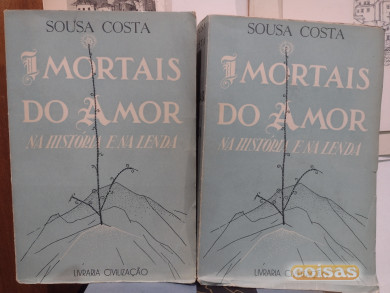 SOUSA COSTA
IMORTAIS
DO AMOR
NA HISTÓRIA E NA LENDA
LIVRARIA CIVILIZAÇÃO
SOUSA COSTA
IMORTAIS
DO AMOR
NA HISTÓRIA E NA LENDA
LIVRARIA
coisas